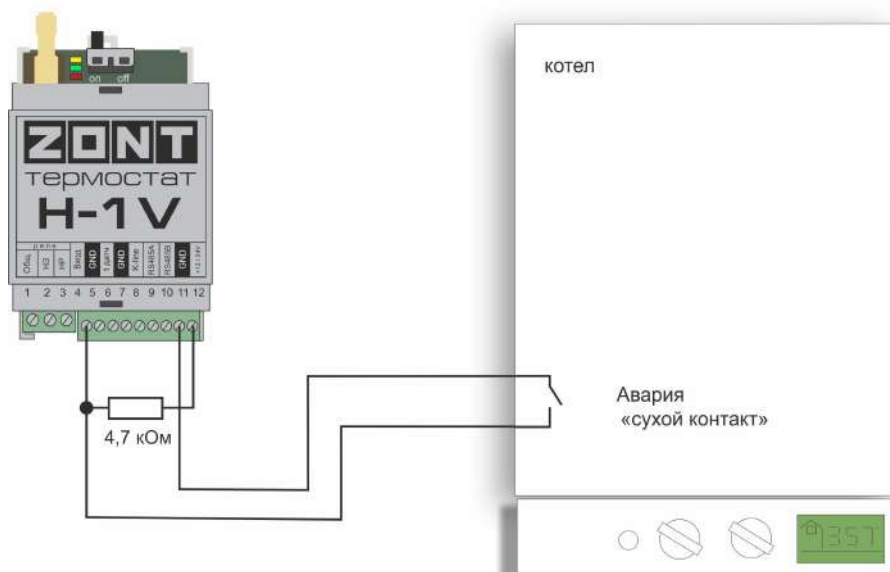 котел
on off
ZONT
термостат
H-1V
реле
Общ. НЗ НР Вход GND 1 датч GND K-line RS485A RS485B GND +12÷24V
1 2 3 4 5 6 7 8 9 10 11 12
Авария
«сухой контакт»
4,7 кОм
1357